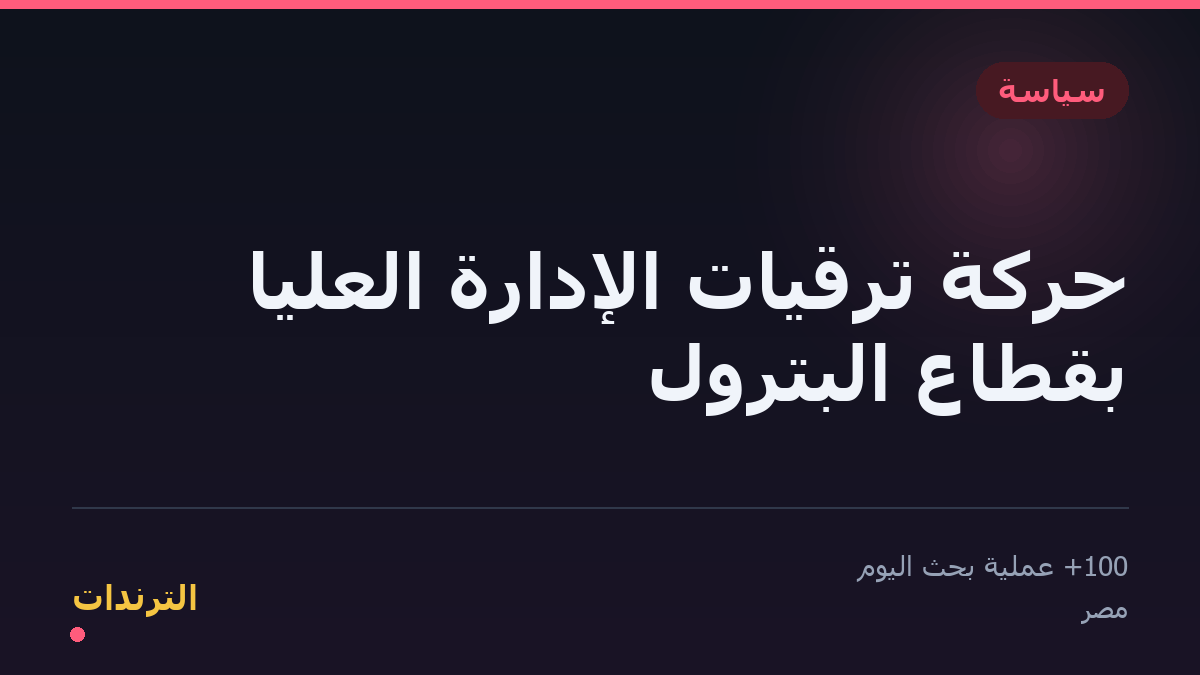 سياسة
حركة ترقيات الإدارة العليا
بقطاع البترول
100+ عملية بحث اليوم
مصر
الترندات